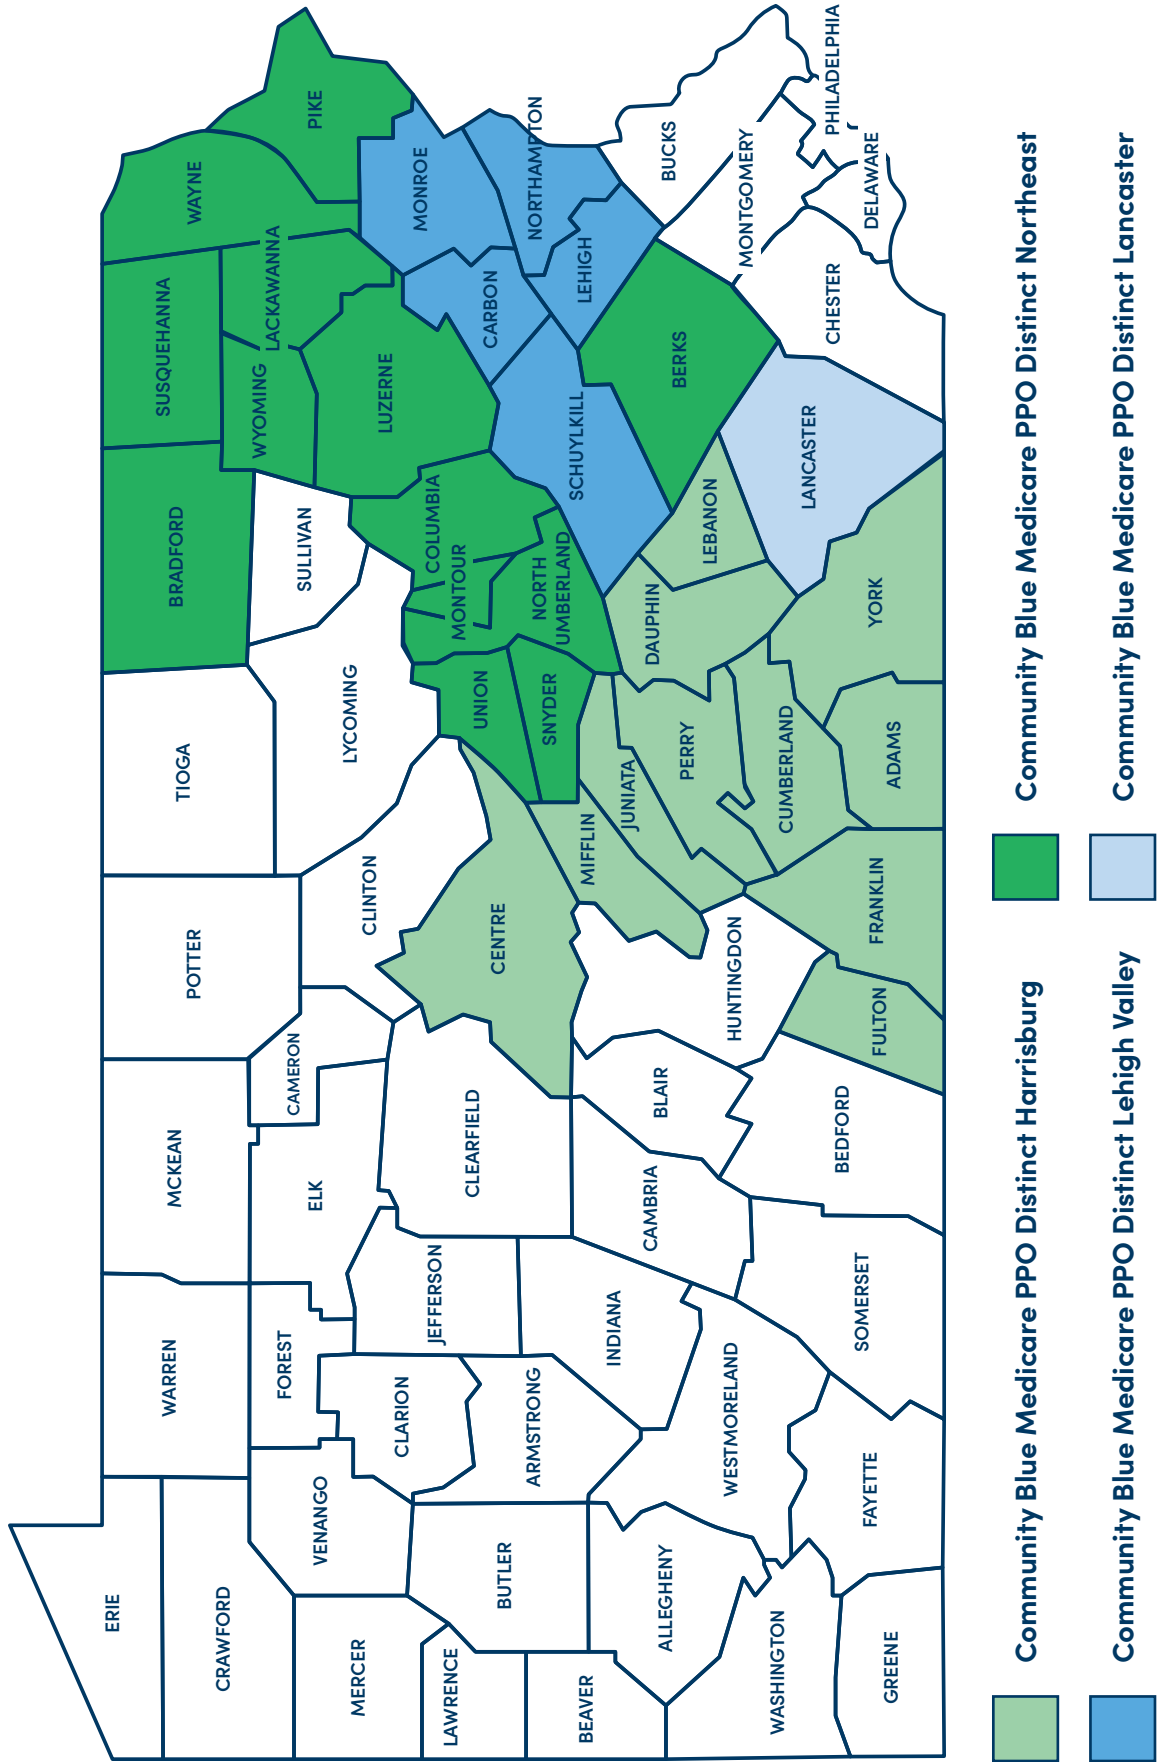 ERIE
CRAWFORD
WARREN
MCKEAN
POTTER
TIOGA
BRADFORD
SUSQUEHANNA
WAYNE
PIKE
MERCER
VENANGO
FOREST
ELK
CAMERON
CLINTON
LYCOMING
SULLIVAN
WYOMING
LACKAWANNA
LUZERNE
MONROE
LAWRENCE
BUTLER
CLARION
JEFFERSON
CLEARFIELD
CENTRE
UNION
MONTOUR
COLUMBIA
CARBON
NORTHAMPTON
BEAVER
ARMSTRONG
INDIANA
MIFFLIN
SNYDER
NORTH
UMBERLAND
SCHUYLKILL
LEHIGH
ALLEGHENY
WESTMORELAND
CAMBRIA
BLAIR
HUNTINGDON
JUNIATA
PERRY
DAUPHIN
LEBANON
BERKS
BUCKS
MONTGOMERY
WASHINGTON
GREENE
FAYETTE
SOMERSET
BEDFORD
FULTON
FRANKLIN
CUMBERLAND
ADAMS
YORK
LANCASTER
CHESTER
DELAWARE
PHILADELPHIA
Community Blue Medicare PPO Distinct Harrisburg
Community Blue Medicare PPO Distinct Northeast
Community Blue Medicare PPO Distinct Lehigh Valley
Community Blue Medicare PPO Distinct Lancaster